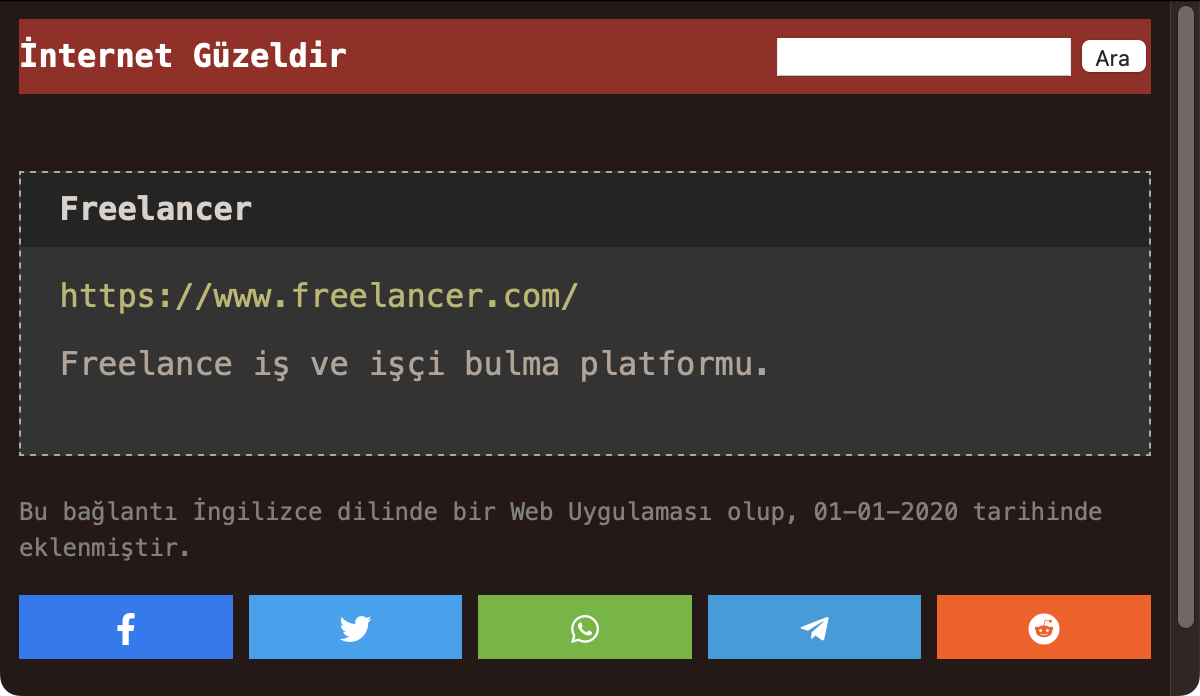 İnternet Güzeldir
Ara
Freelancer
https://www.freelancer.com/
Freelance iş ve işçi bulma platformu.
Bu bağlantı İngilizce dilinde bir Web Uygulaması olup, 01-01-2020 tarihinde
eklenmiştir.